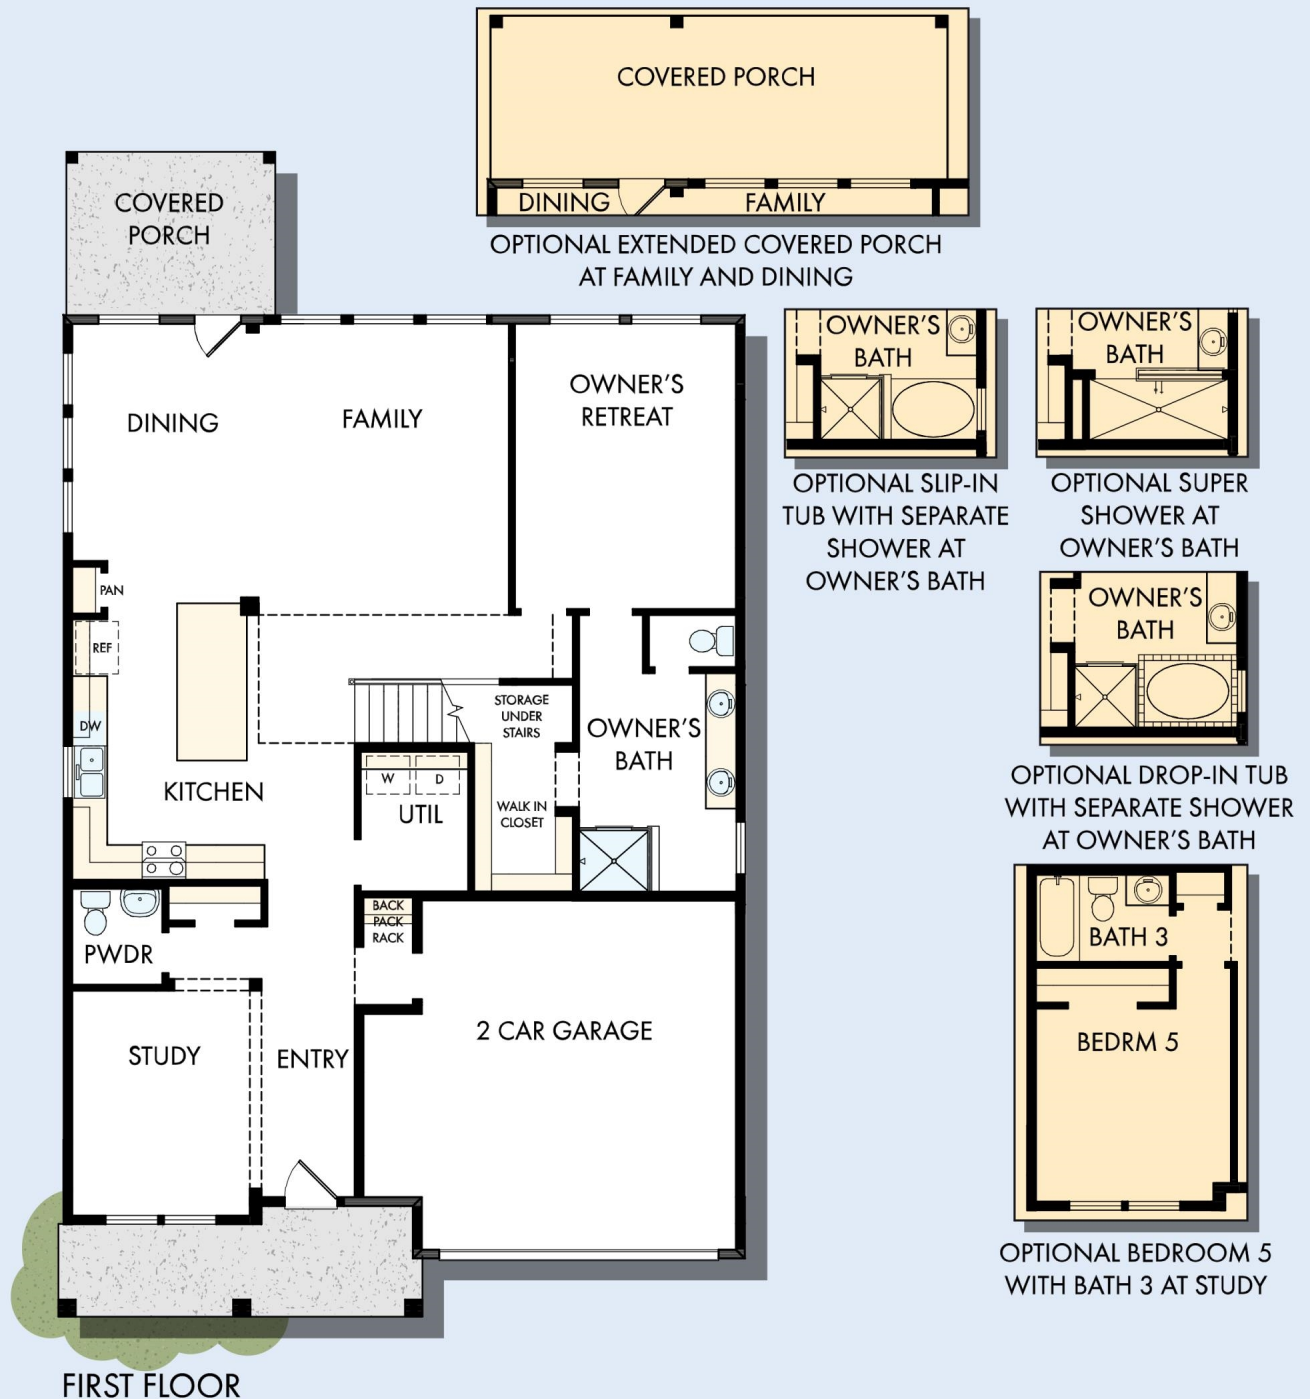 COVERED PORCH
DINING
FAMILY
OPTIONAL EXTENDED COVERED PORCH
AT FAMILY AND DINING
COVERED
PORCH
DINING
FAMILY
OWNER'S
RETREAT
PAN
REF
DW
KITCHEN
STORAGE
UNDER
STAIRS
OWNER'S
BATH
W
D
UTIL
WALK IN
CLOSET
BACK
PACK
RACK
PWDR
STUDY
ENTRY
2 CAR GARAGE
FIRST FLOOR
OWNER'S
BATH
OPTIONAL SLIP-IN
TUB WITH SEPARATE
SHOWER AT
OWNER'S BATH
OWNER'S
BATH
OPTIONAL SUPER
SHOWER AT
OWNER'S BATH
OWNER'S
BATH
OPTIONAL DROP-IN TUB
WITH SEPARATE SHOWER
AT OWNER'S BATH
BATH 3
BEDRM 5
OPTIONAL BEDROOM 5
WITH BATH 3 AT STUDY